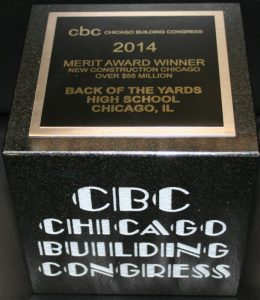 cbc CHICAGO BUILDING CONGRESS
2014
MERIT AWARD WINNER
NEW CONSTRUCTION CHICAGO
OVER $55 MILLION
BACK OF THE YARDS
HIGH SCHOOL
CHICAGO, IL
CBC
CHICAGO
BUILDING
CONGRESS